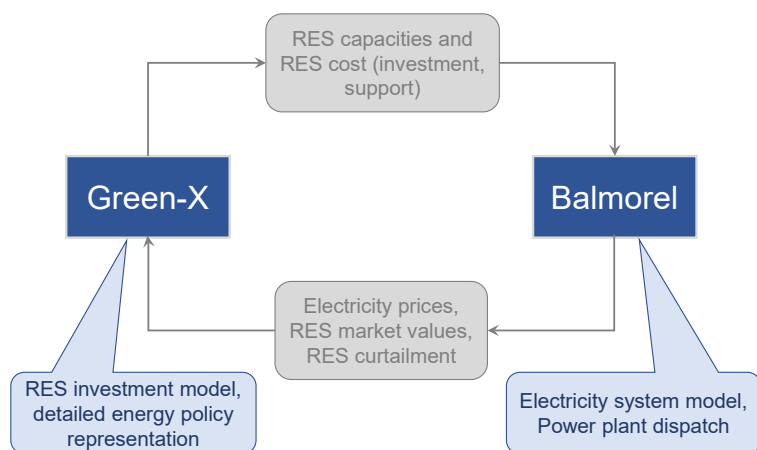 RES capacities and
RES cost (investment,
support)
Green-X
Balmorel
Electricity prices,
RES market values,
RES curtailment
RES investment model,
detailed energy policy
representation
Electricity system model,
Power plant dispatch